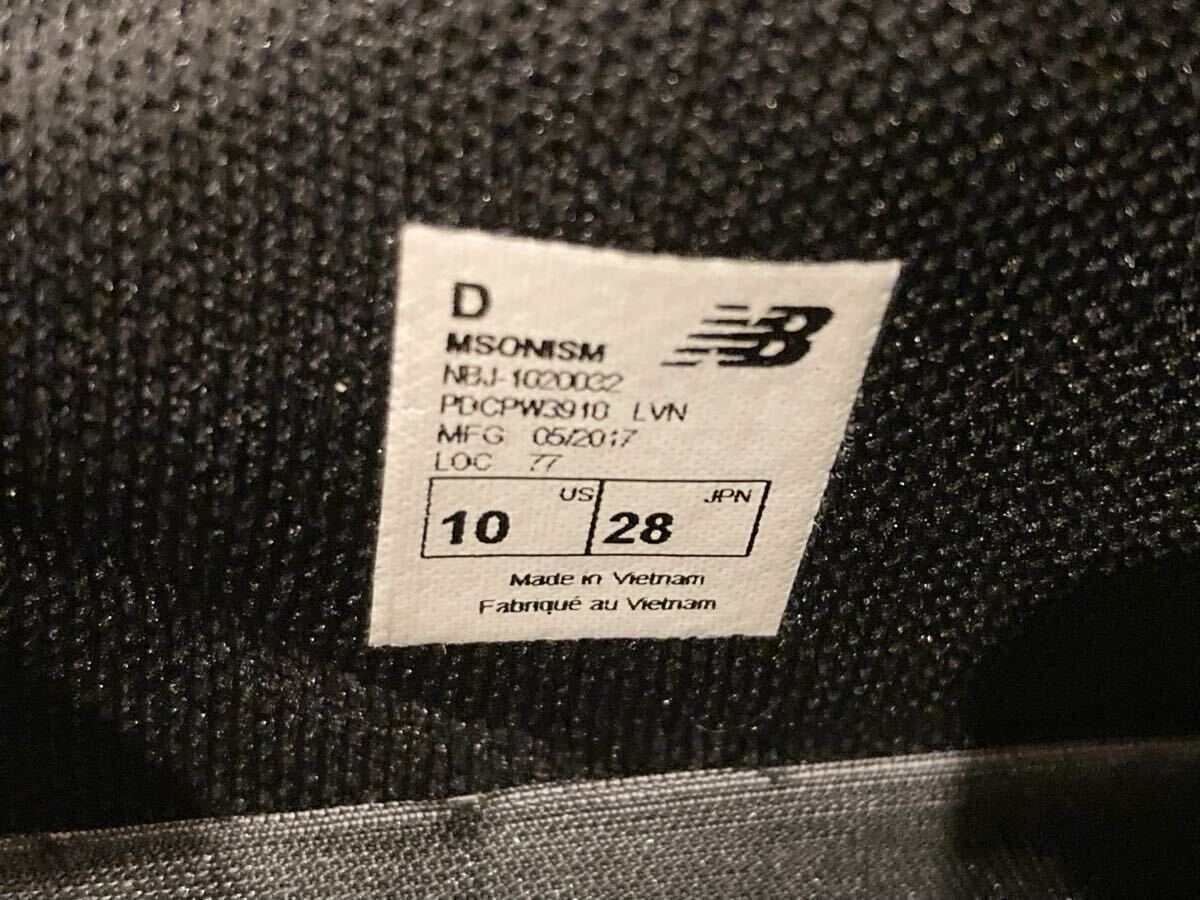 D
NB
MSONISM
NBJ-1020032
PDCPW3910 LVN
MFG 05/2017
LOC 77
US JPN
10 28
Made in Vietnam
Fabriqué au Vietnam